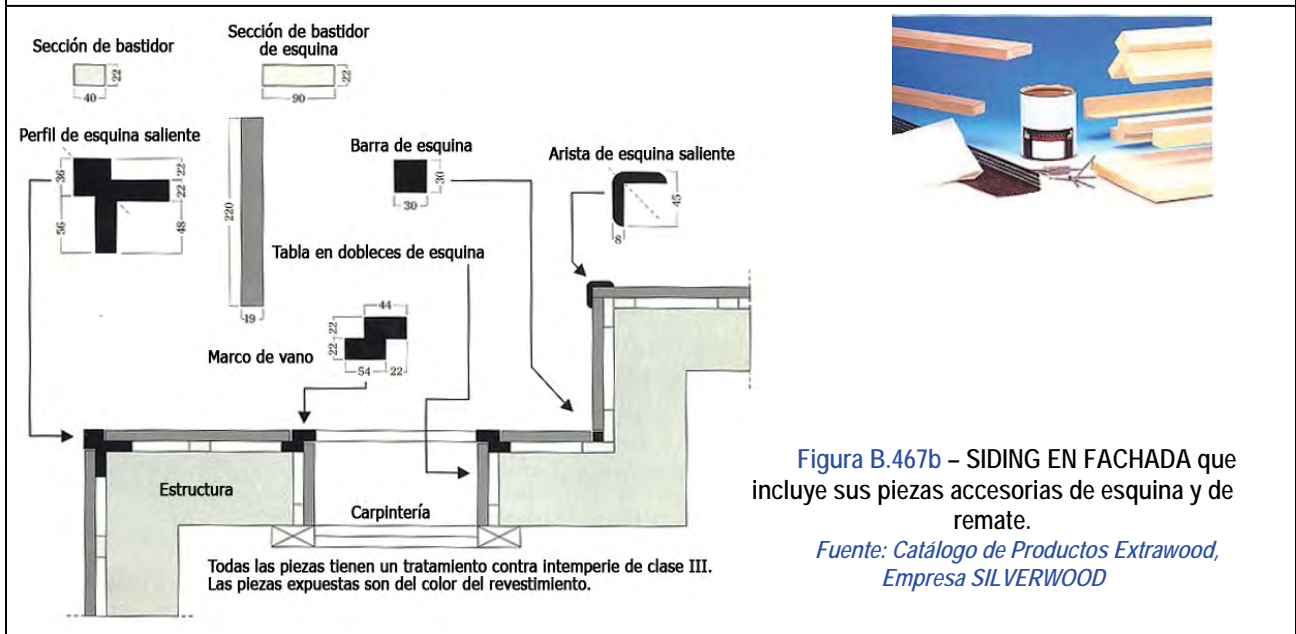 Sección de bastidor
22
40
Sección de bastidor
de esquina
22
90
Perfil de esquina saliente
36
56
22
22
48
220
19
Barra de esquina
30
30
Arista de esquina saliente
45
8
Tabla en dobleces de esquina
44
22
22
54
22
Marco de vano
Estructura
Carpintería
Todas las piezas tienen un tratamiento contra intemperie de clase III.
Las piezas expuestas son del color del revestimiento.
Figura B.467b – SIDING EN FACHADA que
incluye sus piezas accesorias de esquina y de
remate.
Fuente: Catálogo de Productos Extrawood,
Empresa SILVERWOOD